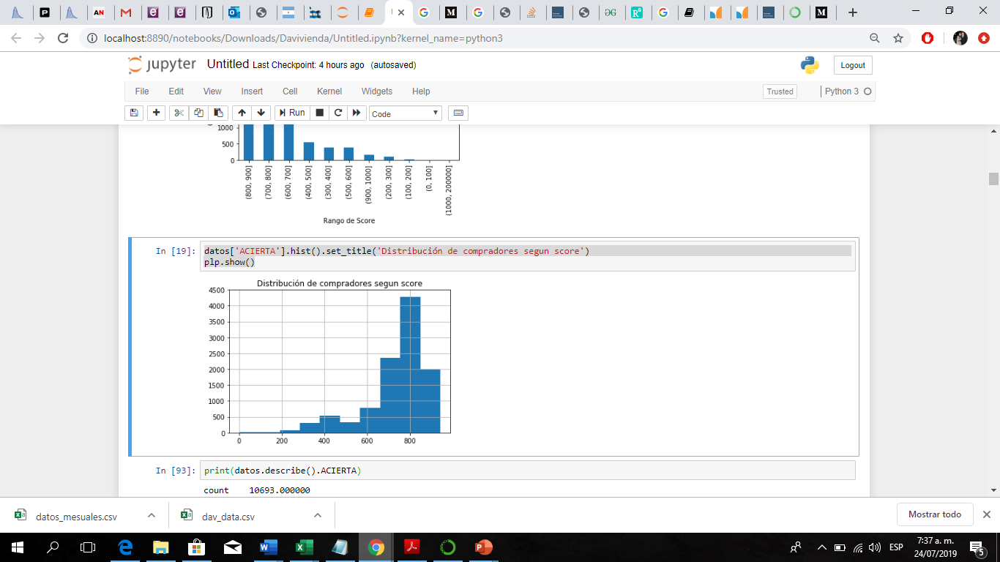 localhost:8890/notebooks/Downloads/Davivienda/Untitled.ipynb?kernel_name=python3
jupyter Untitled Last Checkpoint: 4 hours ago (autosaved)
Logout
File Edit View Insert Cell Kernel Widgets Help
Trusted
Python 3
Run
Code
1000
500
0
(800, 900]
(700, 800]
(600, 700]
(400, 500]
(300, 400]
(500, 600]
(900, 1000]
(200, 300]
(100, 200]
(0, 100]
(1000, 200000]
Rango de Score
In [19]: datos['ACIERTA'].hist().set_title('Distribución de compradores segun score')
plp.show()
Distribución de compradores segun score
4500
4000
3500
3000
2500
2000
1500
1000
500
0
0 200 400 600 800
In [93]: print(datos.describe().ACIERTA)
count 10693.000000
datos_mesuales.csv
dav_data.csv
Mostrar todo
ESP
7:37 a. m.
24/07/2019
5